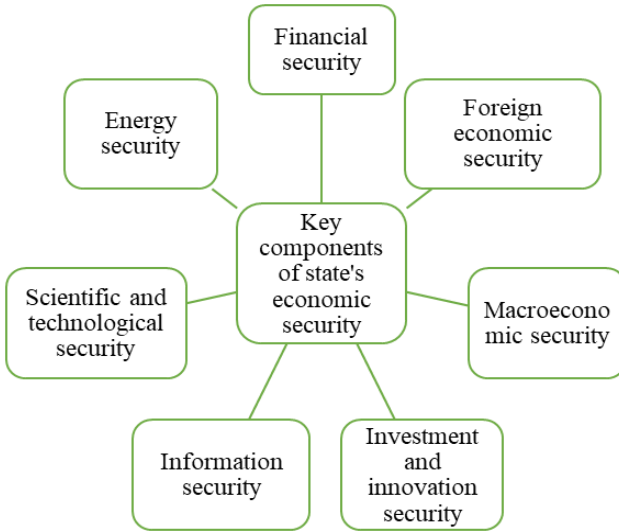 Financial
security
Energy
security
Foreign
economic
security
Key
components
of state's
economic
security
Scientific and
technological
security
Macroecono
mic security
Information
security
Investment
and
innovation
security